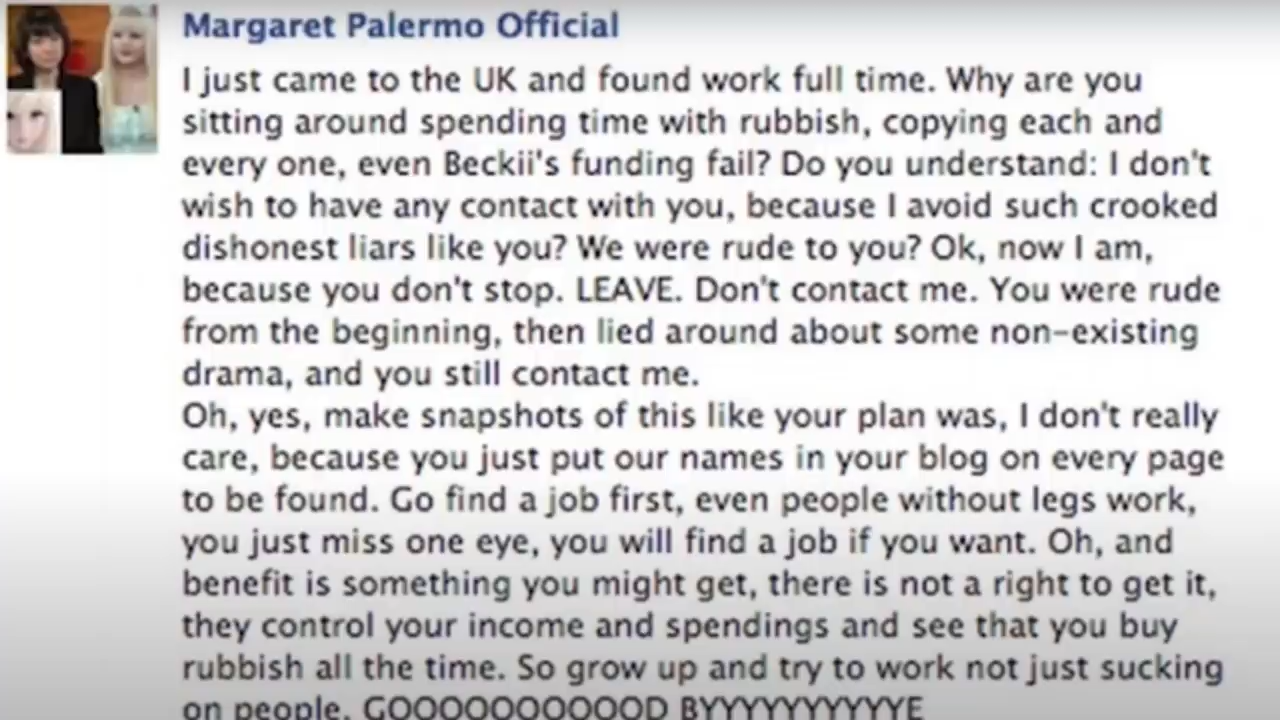 Margaret Palermo Official
I just came to the UK and found work full time. Why are you
sitting around spending time with rubbish, copying each and
every one, even Beckii's funding fail? Do you understand: I don't
wish to have any contact with you, because I avoid such crooked
dishonest liars like you? We were rude to you? Ok, now I am,
because you don't stop. LEAVE. Don't contact me. You were rude
from the beginning, then lied around about some non-existing
drama, and you still contact me.
Oh, yes, make snapshots of this like your plan was, I don't really
care, because you just put our names in your blog on every page
to be found. Go find a job first, even people without legs work,
you just miss one eye, you will find a job if you want. Oh, and
benefit is something you might get, there is not a right to get it,
they control your income and spendings and see that you buy
rubbish all the time. So grow up and try to work not just sucking
on people. GOOOOOOOOOOOD BYYYYYYYYYYYE